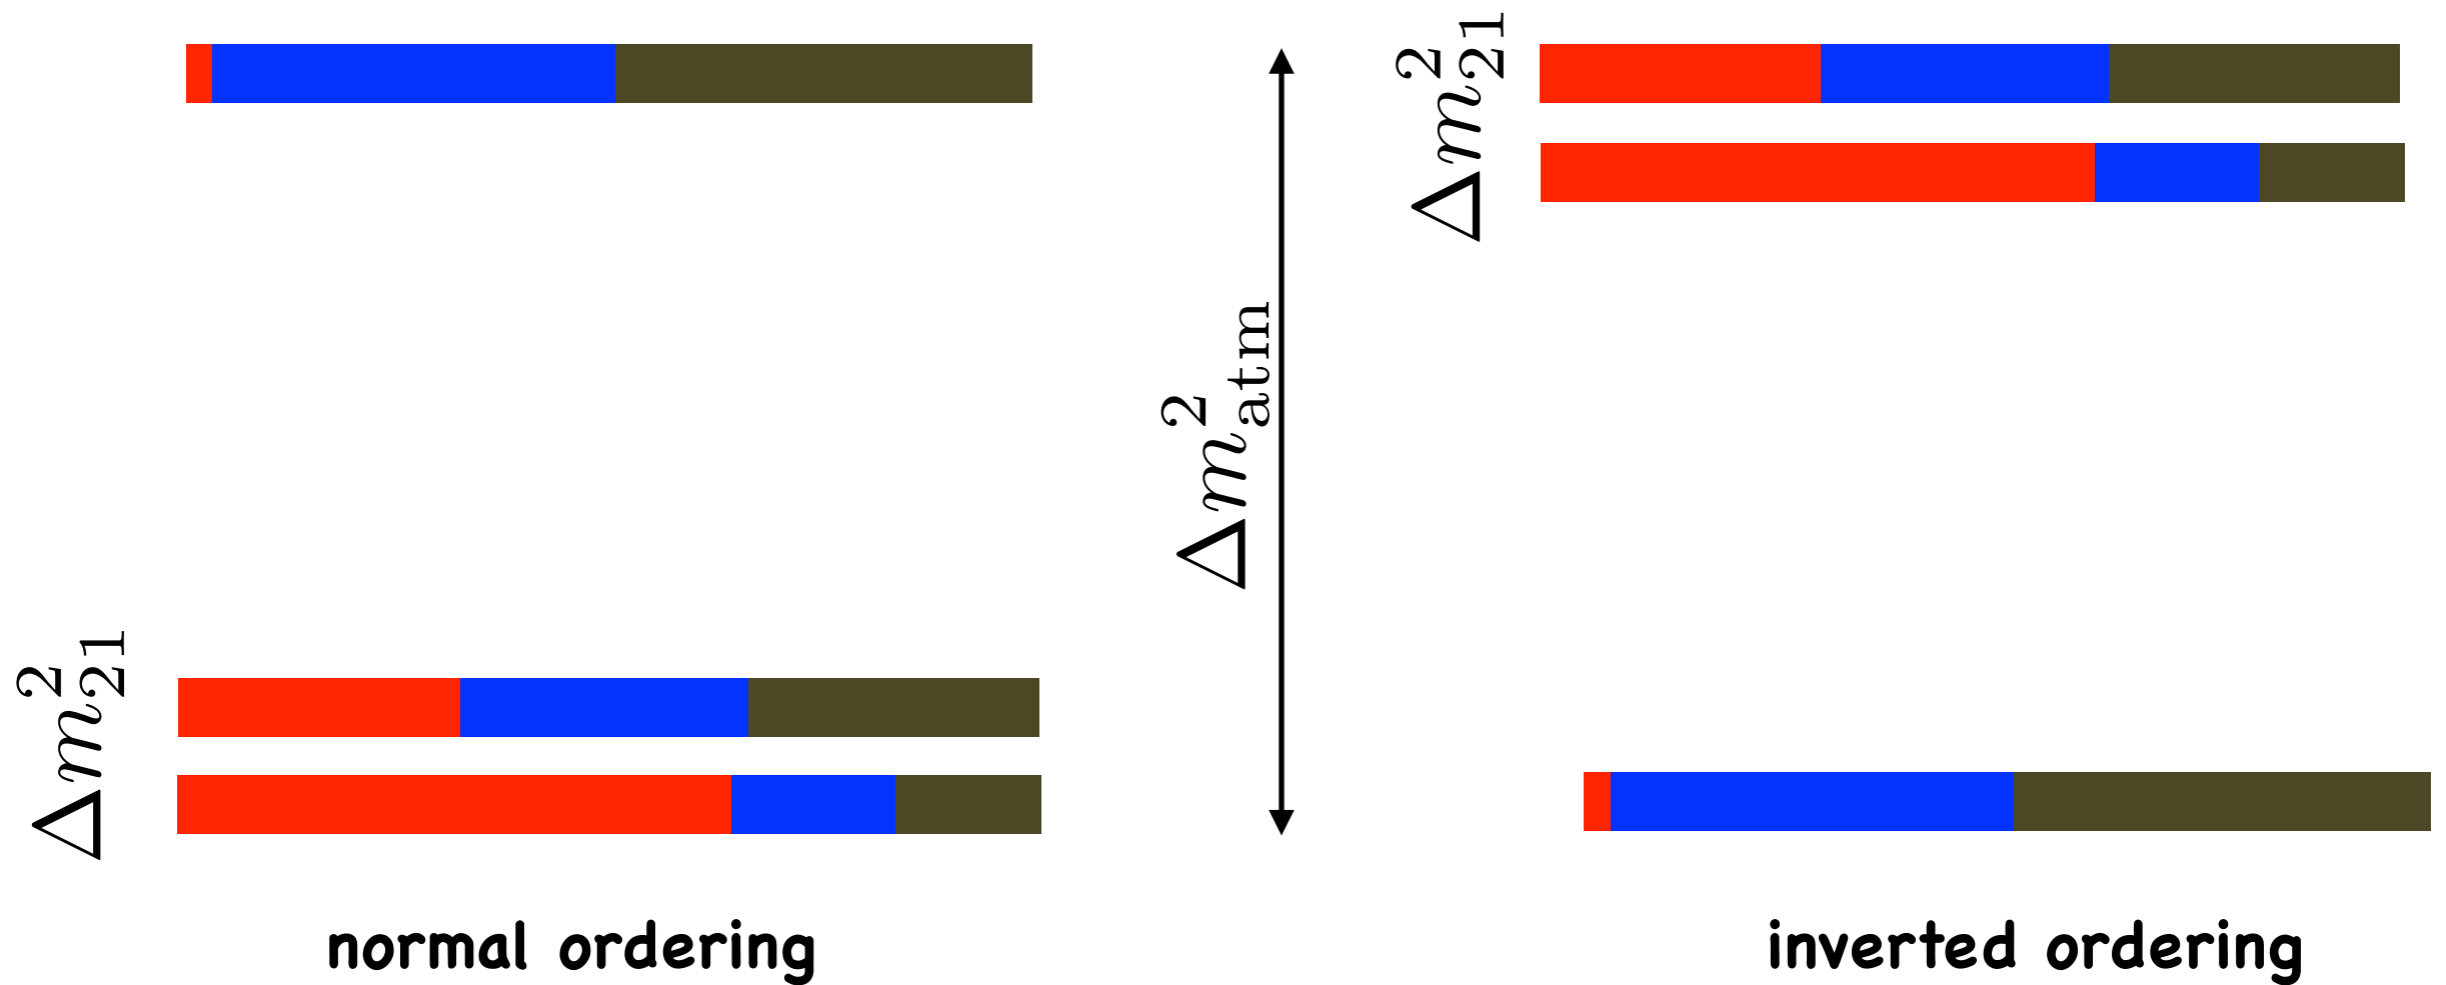 Δm²₂₁
Δm²atm
Δm²₂₁
normal ordering
inverted ordering